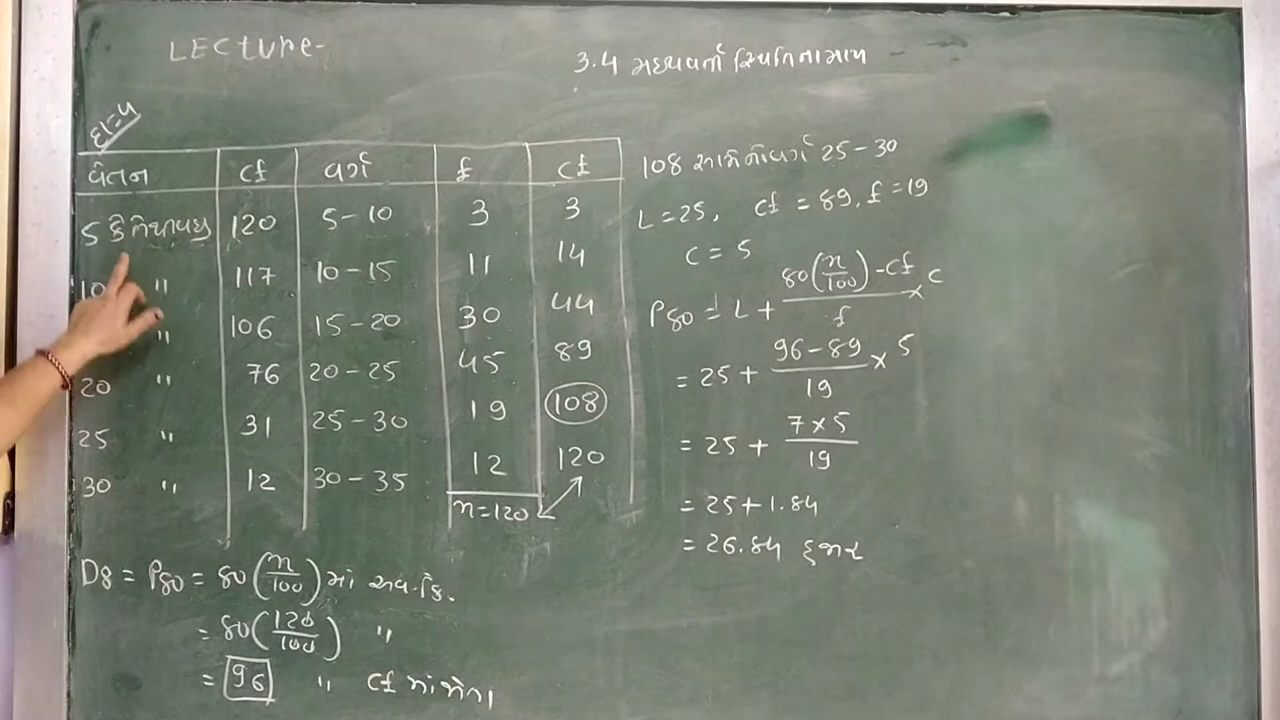 LECTURE-
3.4 મધ્યવર્તી સ્થિતિના માપ
દા=૫
વેતન cf વર્ગ f cf
5 કે તેથી વધુ 120 5-10 3 3
10 " 117 10-15 11 14
" 106 15-20 30 44
20 " 76 20-25 45 89
25 " 31 25-30 19 108
30 " 12 30-35 12 120
n=120
D8 = P80 = 80(n/100) માં અવ.કિં.
= 80(120/100) "
= 96 " cf
108 સામેનો વર્ગ 25-30
L=25, cf = 89, f=19
c = 5
P80 = L + (80(n/100) - cf)/f × c
= 25 + (96-89)/19 × 5
= 25 + (7×5)/19
= 25 + 1.84
= 26.84 હજાર